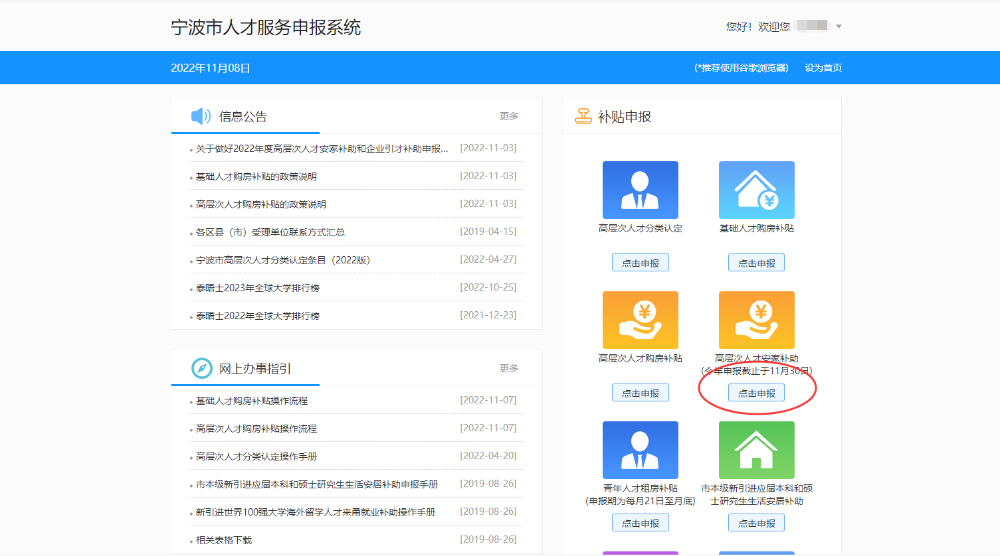 宁波市人才服务申报系统
您好！欢迎您
2022年11月08日
(*推荐使用谷歌浏览器)
设为首页
信息公告
更多
关于做好2022年度高层次人才安家补助和企业引才补助申报... [2022-11-03]
基础人才购房补贴的政策说明 [2022-11-03]
高层次人才购房补贴的政策说明 [2022-11-03]
各区县（市）受理单位联系方式汇总 [2019-04-15]
宁波市高层次人才分类认定条目（2022版） [2022-04-27]
泰晤士2023年全球大学排行榜 [2022-10-25]
泰晤士2022年全球大学排行榜 [2021-12-23]
网上办事指引
更多
基础人才购房补贴操作流程 [2022-11-07]
高层次人才购房补贴操作流程 [2022-11-07]
高层次人才分类认定操作手册 [2022-04-20]
市本级新引进应届本科和硕士研究生生活安居补助申报手册 [2019-08-26]
新引进世界100强大学海外留学人才来甬就业补助操作手册 [2019-08-26]
相关表格下载 [2019-08-26]
补贴申报
高层次人才分类认定
点击申报
基础人才购房补贴
点击申报
高层次人才购房补贴
点击申报
高层次人才安家补助
(今年申报截止于11月30日)
点击申报
青年人才租房补贴
(申报期为每月21日至月底)
点击申报
市本级新引进应届本科和硕
士研究生生活安居补助
点击申报